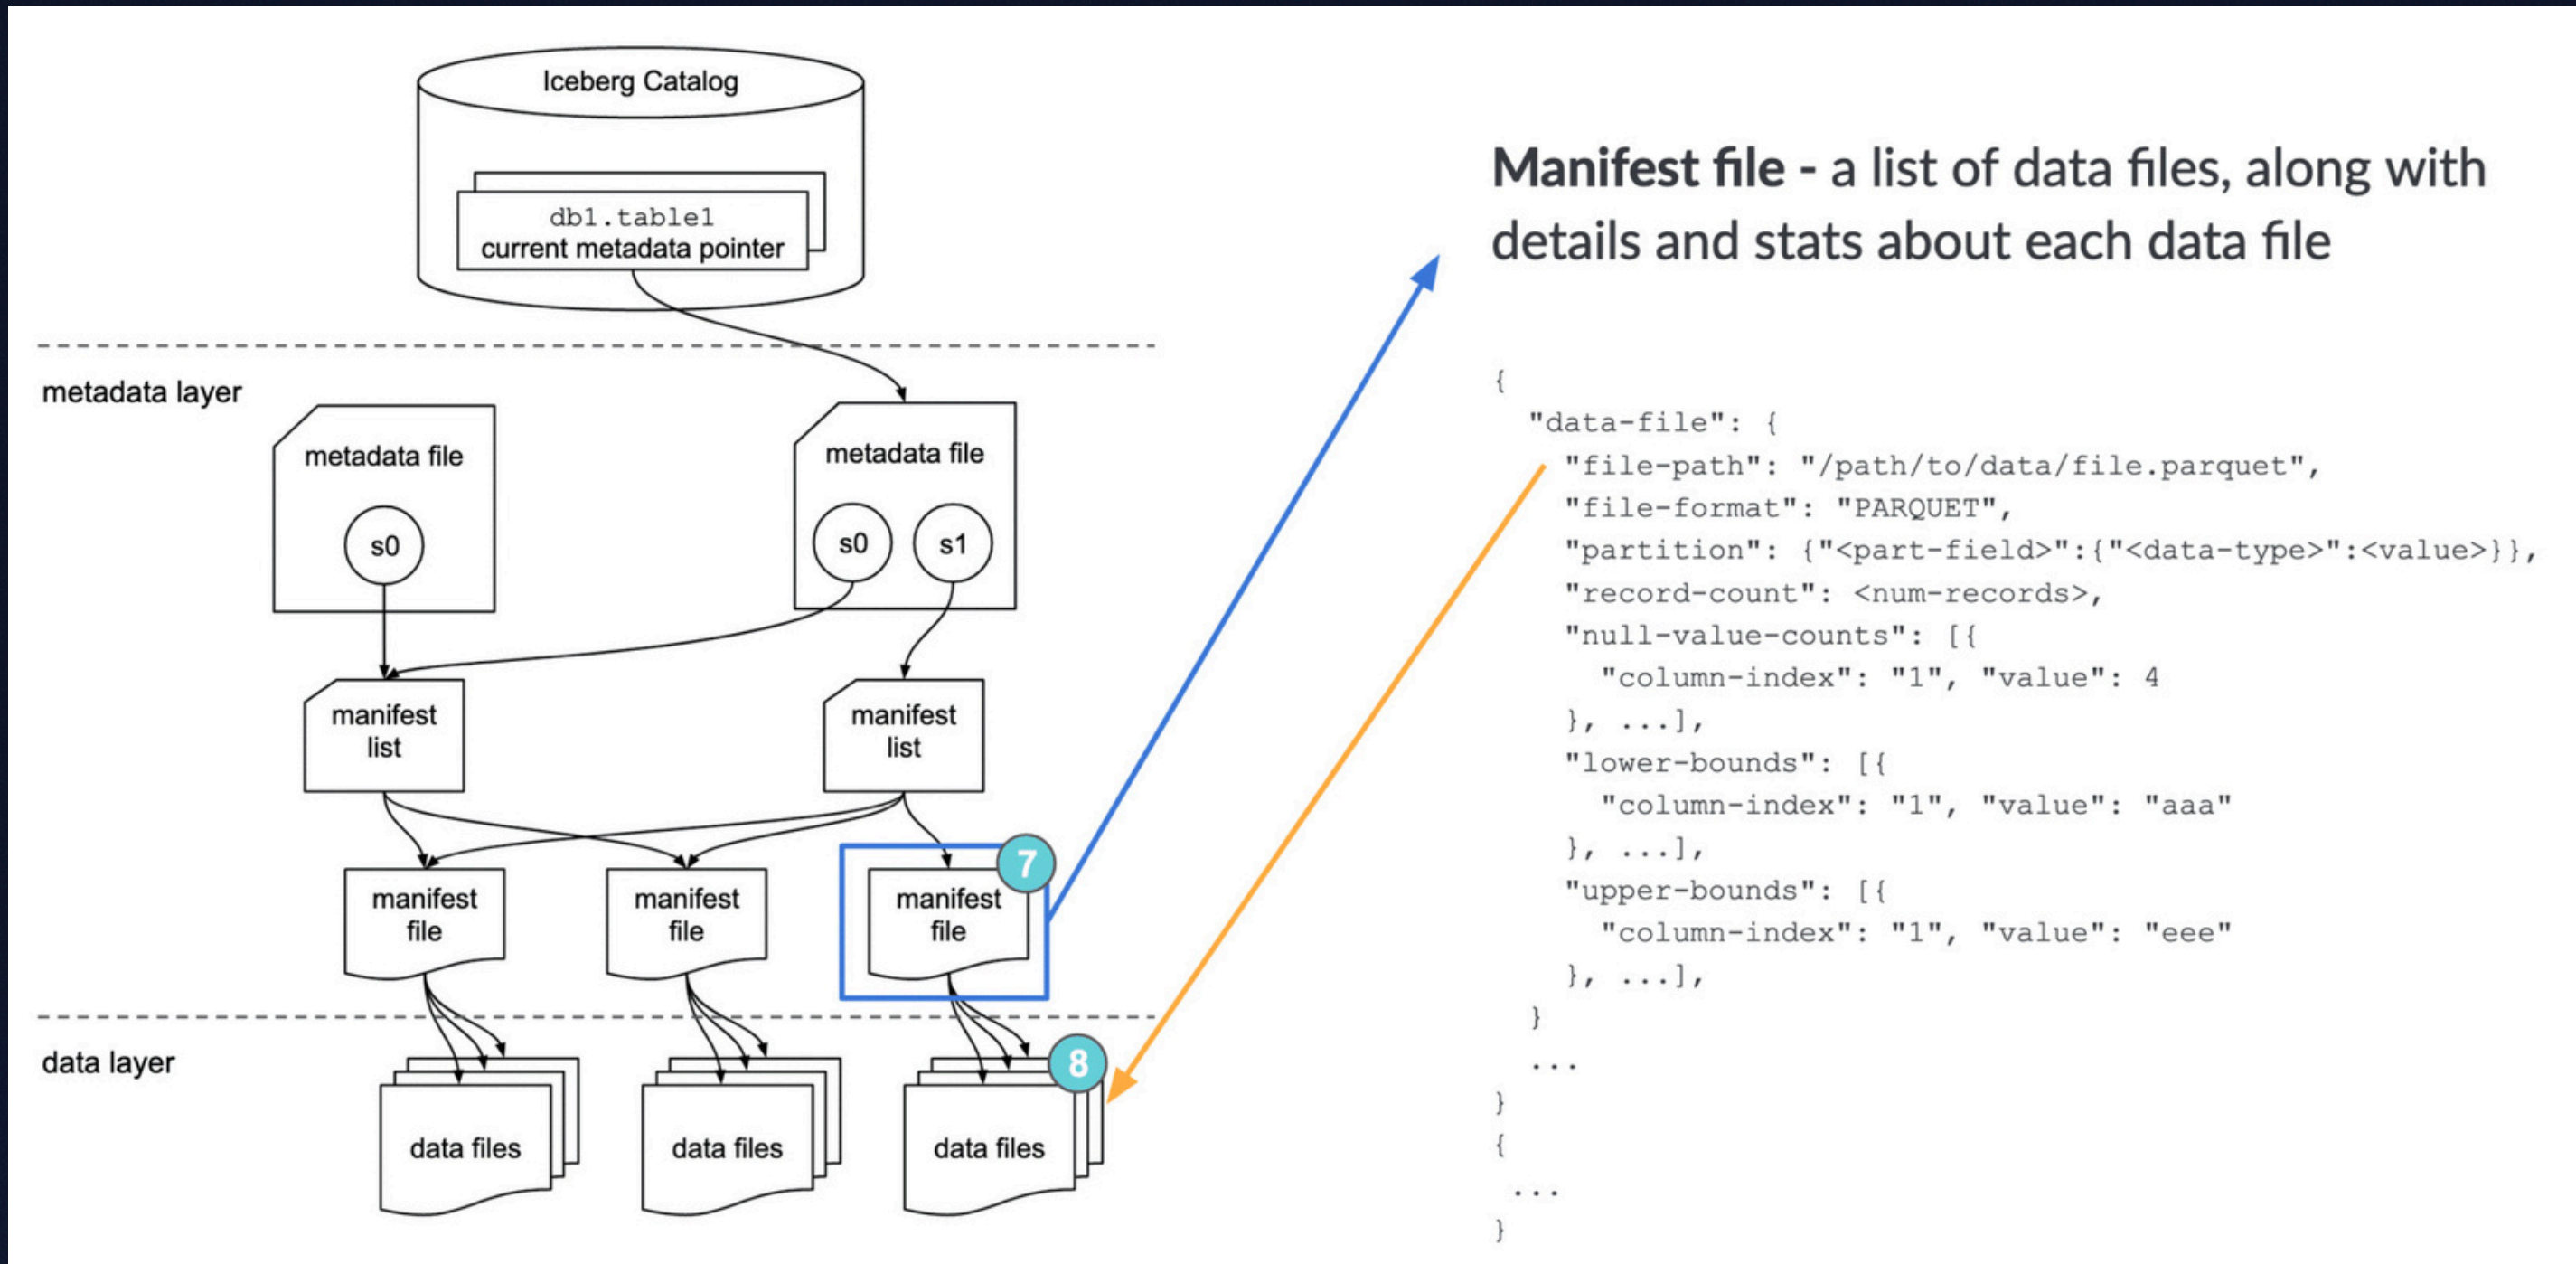 Iceberg Catalog
db1.table1
current metadata pointer
metadata layer
metadata file
s0
metadata file
s0
s1
manifest
list
manifest
list
manifest
file
manifest
file
manifest
file
7
data layer
8
data files
data files
data files
Manifest file - a list of data files, along with
details and stats about each data file
{
"data-file": {
"file-path": "/path/to/data/file.parquet",
"file-format": "PARQUET",
"partition": {"<part-field>":{"<data-type>":<value>}},
"record-count": <num-records>,
"null-value-counts": [{
"column-index": "1", "value": 4
}, ...],
"lower-bounds": [{
"column-index": "1", "value": "aaa"
}, ...],
"upper-bounds": [{
"column-index": "1", "value": "eee"
}, ...],
}
...
}
{
...
}